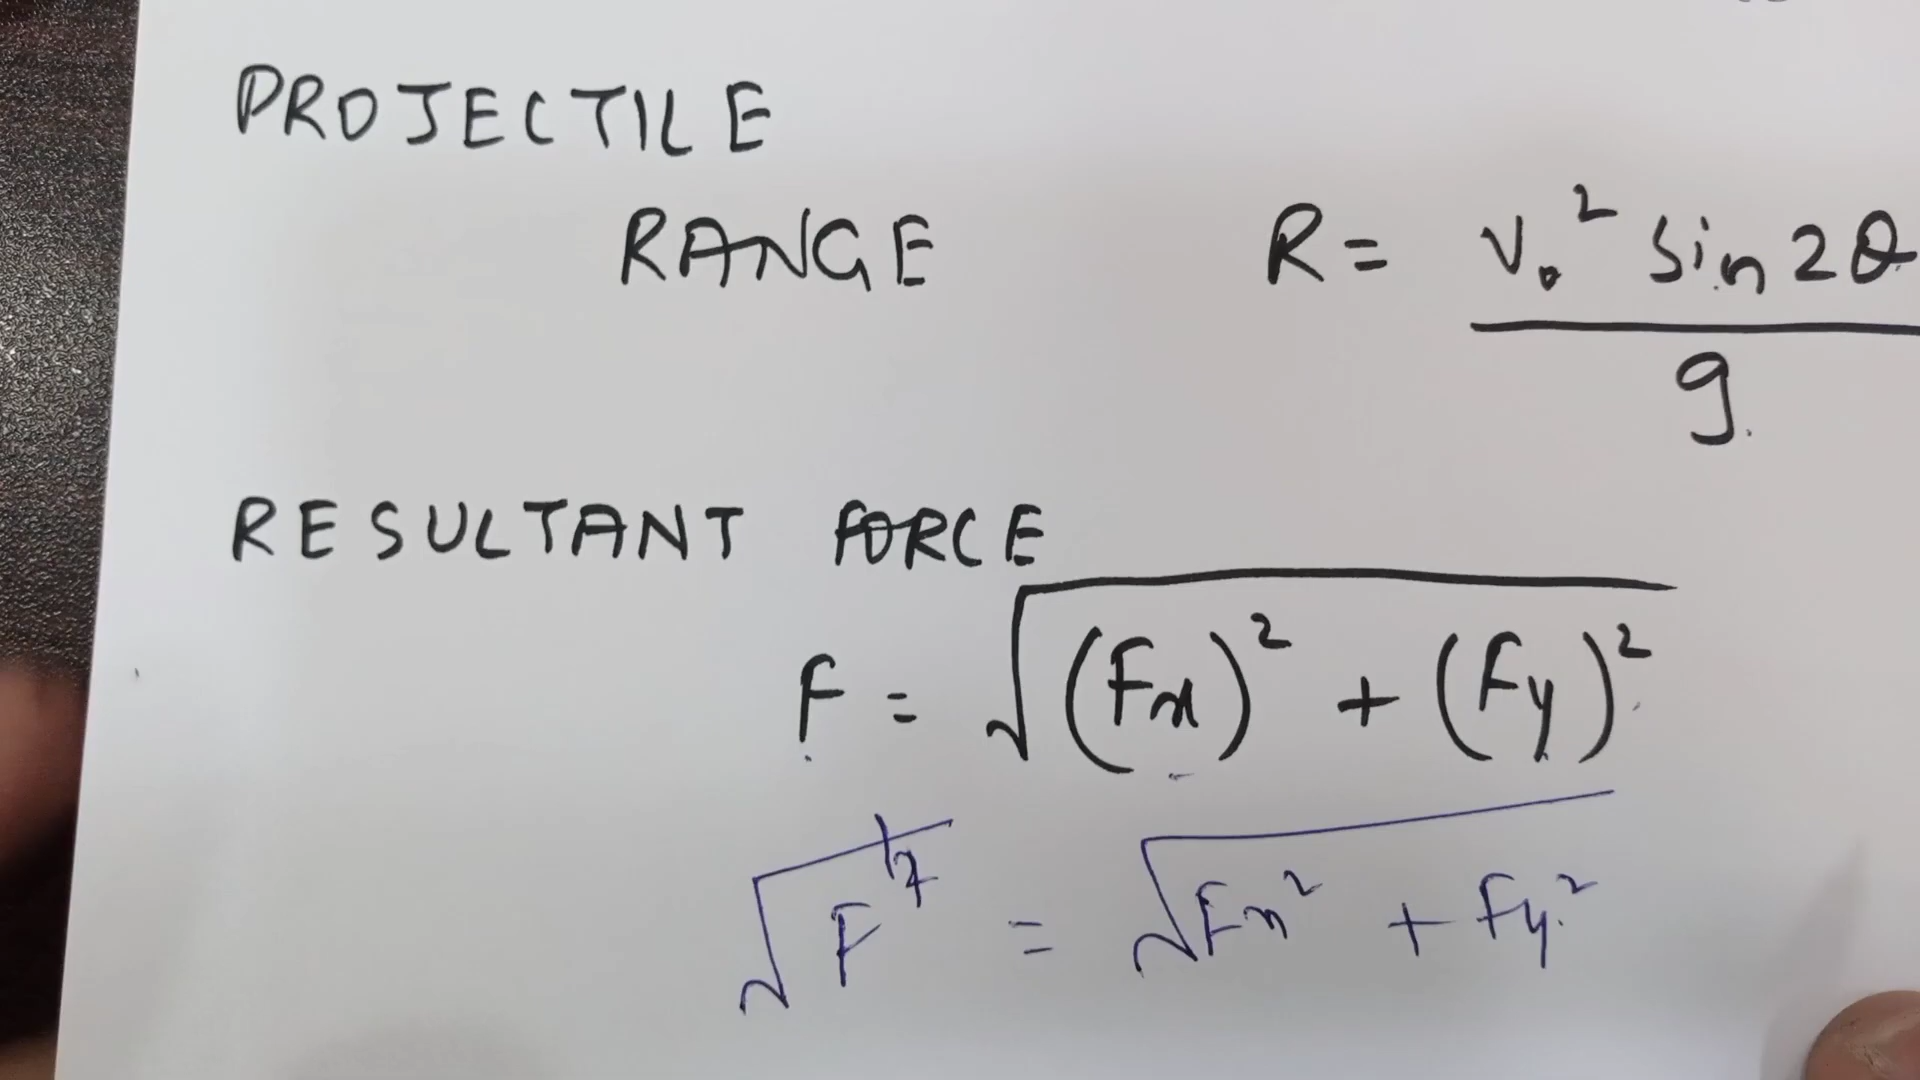 PROJECTILE
RANGE R = v₀² sin 2θ / g
RESULTANT FORCE
F = √((Fx)² + (Fy)²)
√F² = √(Fx² + Fy²)